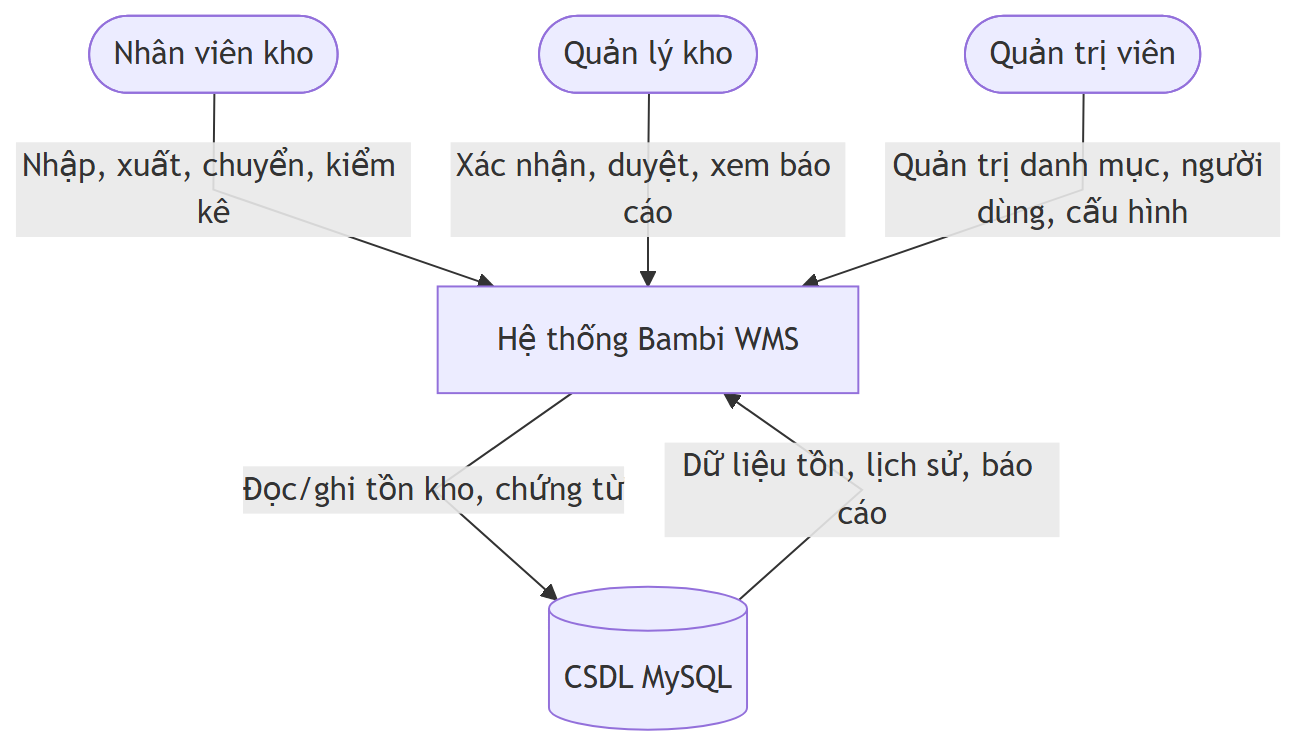 Nhân viên kho
Quản lý kho
Quản trị viên
Nhập, xuất, chuyển, kiểm
kê
Xác nhận, duyệt, xem báo
cáo
Quản trị danh mục, người
dùng, cấu hình
Hệ thống Bambi WMS
Đọc/ghi tồn kho, chứng từ
Dữ liệu tồn, lịch sử, báo
cáo
CSDL MySQL